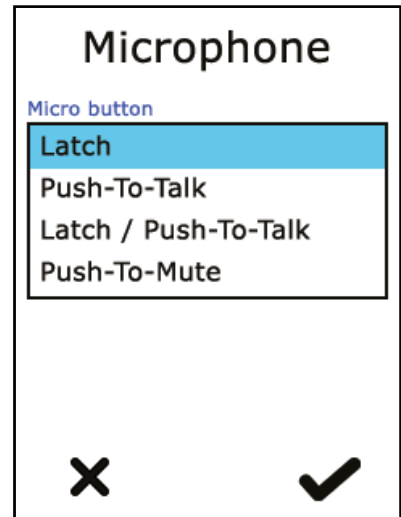 Microphone
Micro button
Latch
Push-To-Talk
Latch / Push-To-Talk
Push-To-Mute